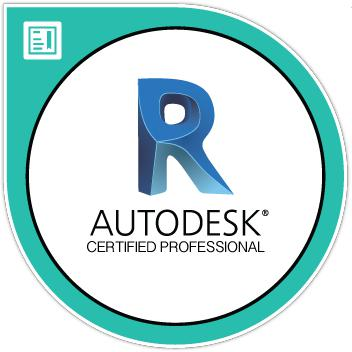 R
AUTODESK®
CERTIFIED PROFESSIONAL